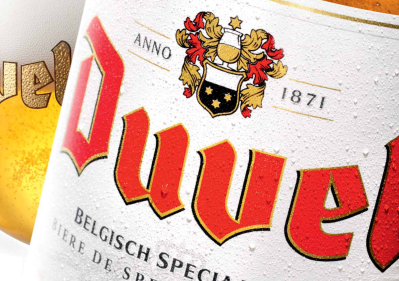 ANNO 1871
Duvel
BELGISCH SPECIA
BIERE DE SPE